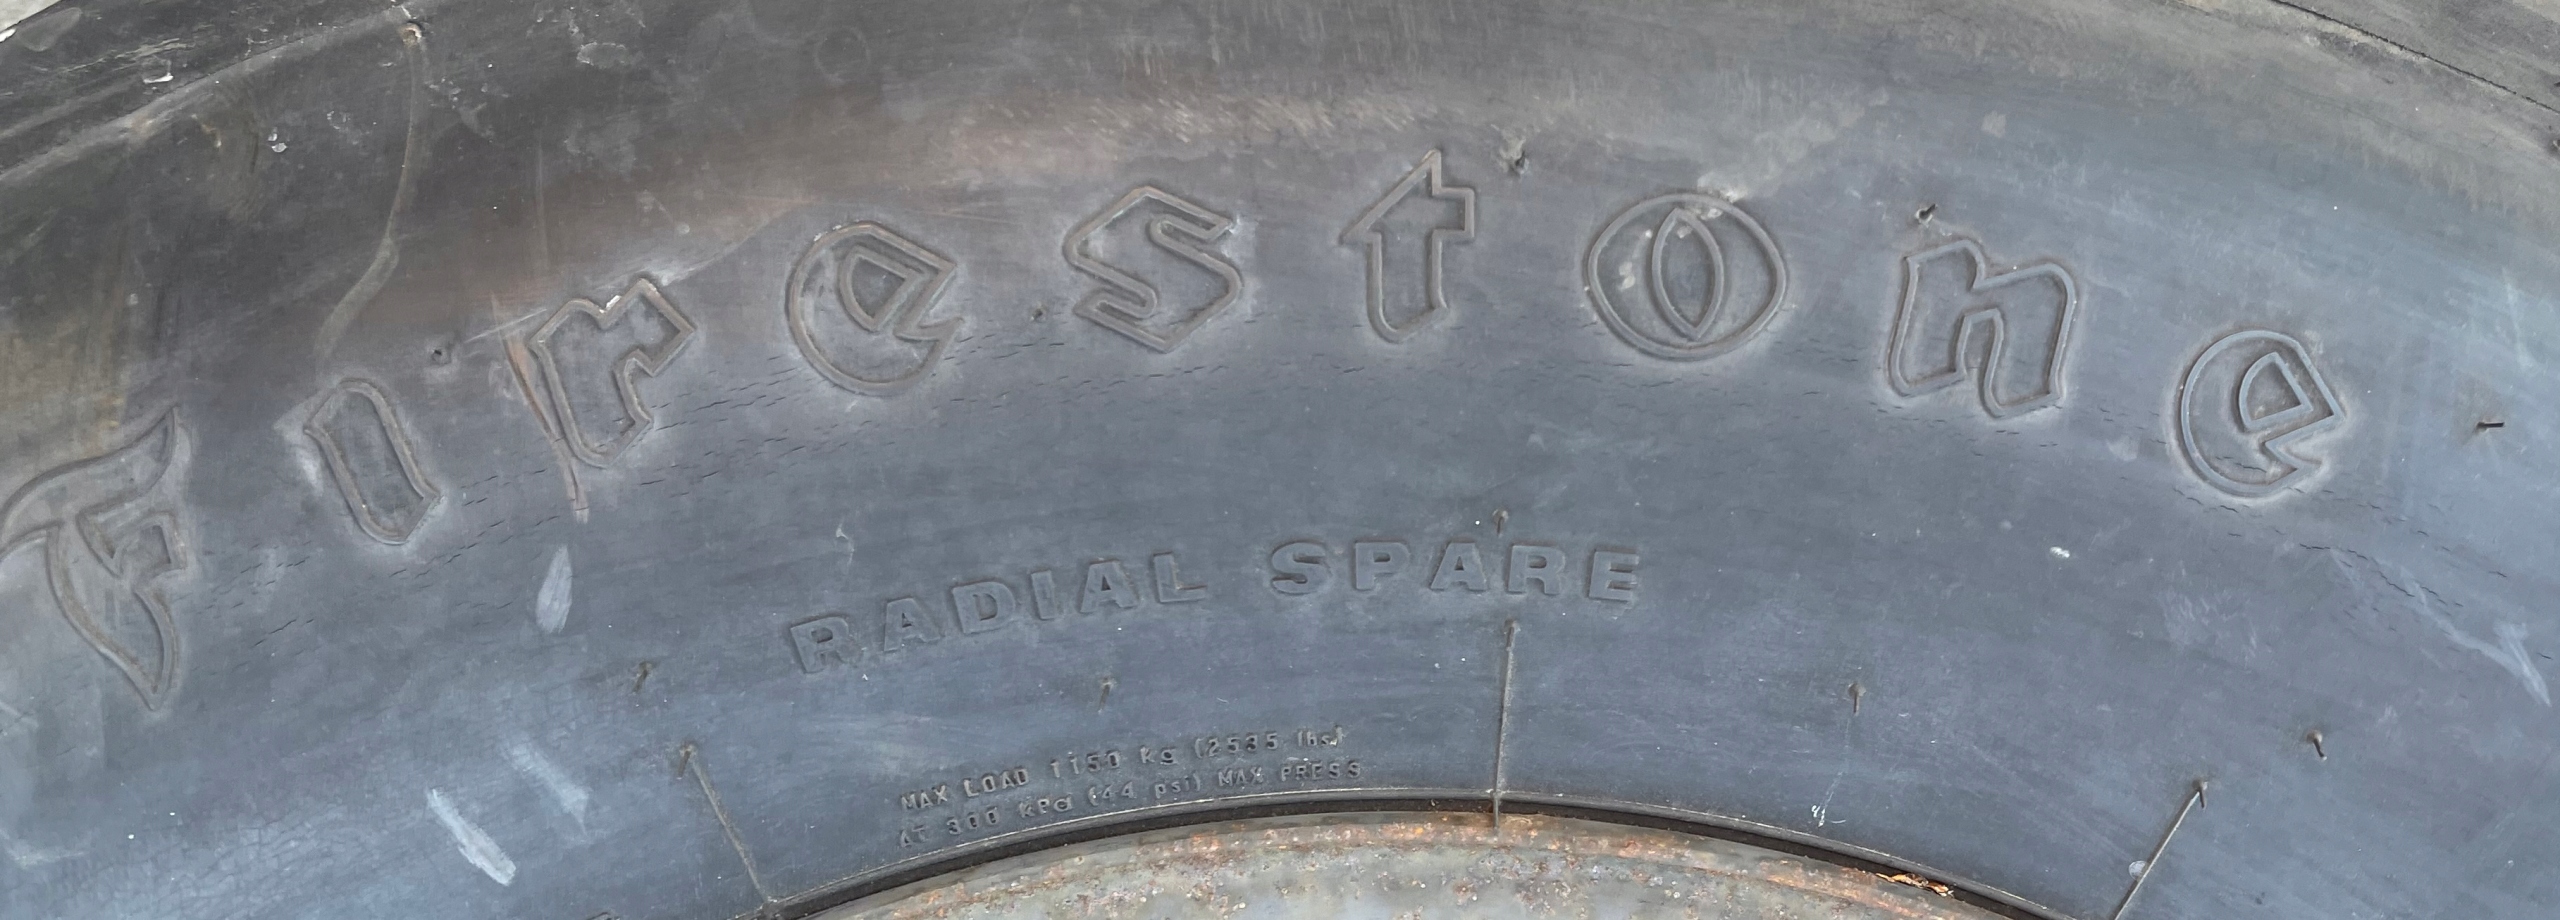 Firestone
RADIAL SPARE
MAX LOAD 1150 kg (2535 lbs)
AT 300 KPa (44 psi) MAX PRESS